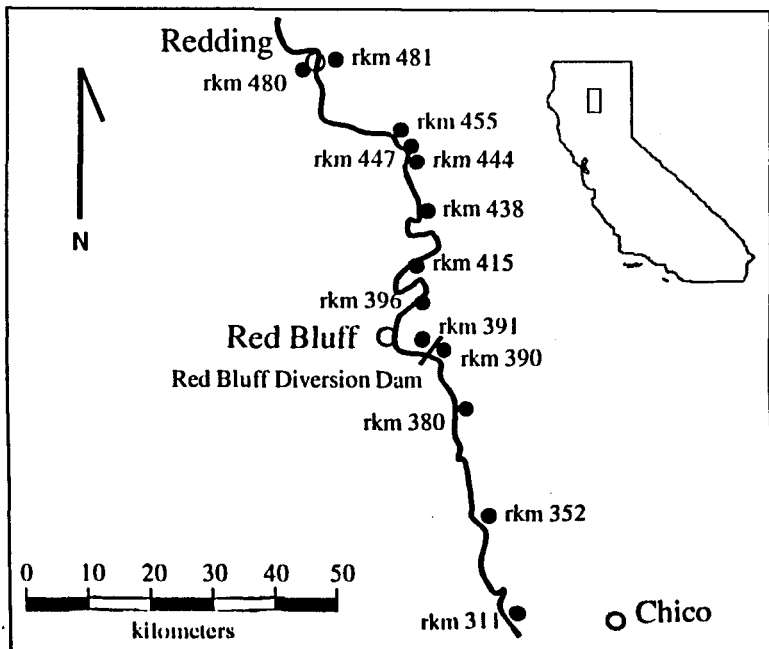 Redding
rkm 481
rkm 480
rkm 455
rkm 447
rkm 444
N
rkm 438
rkm 415
rkm 396
Red Bluff
rkm 391
rkm 390
Red Bluff Diversion Dam
rkm 380
rkm 352
0 10 20 30 40 50
kilometers
rkm 311
Chico